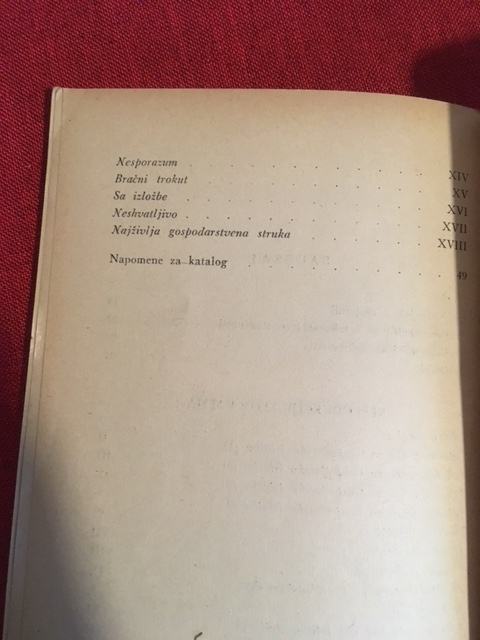 Nesporazum . . . . . . . . . . XIV
Bračni trokut . . . . . . . . . XV
Sa izložbe . . . . . . . . . . XVI
Neshvatljivo . . . . . . . . . XVII
Najživlja gospodarstvena struka . . . . . XVIII
Napomene za katalog . . . . . . . . 49